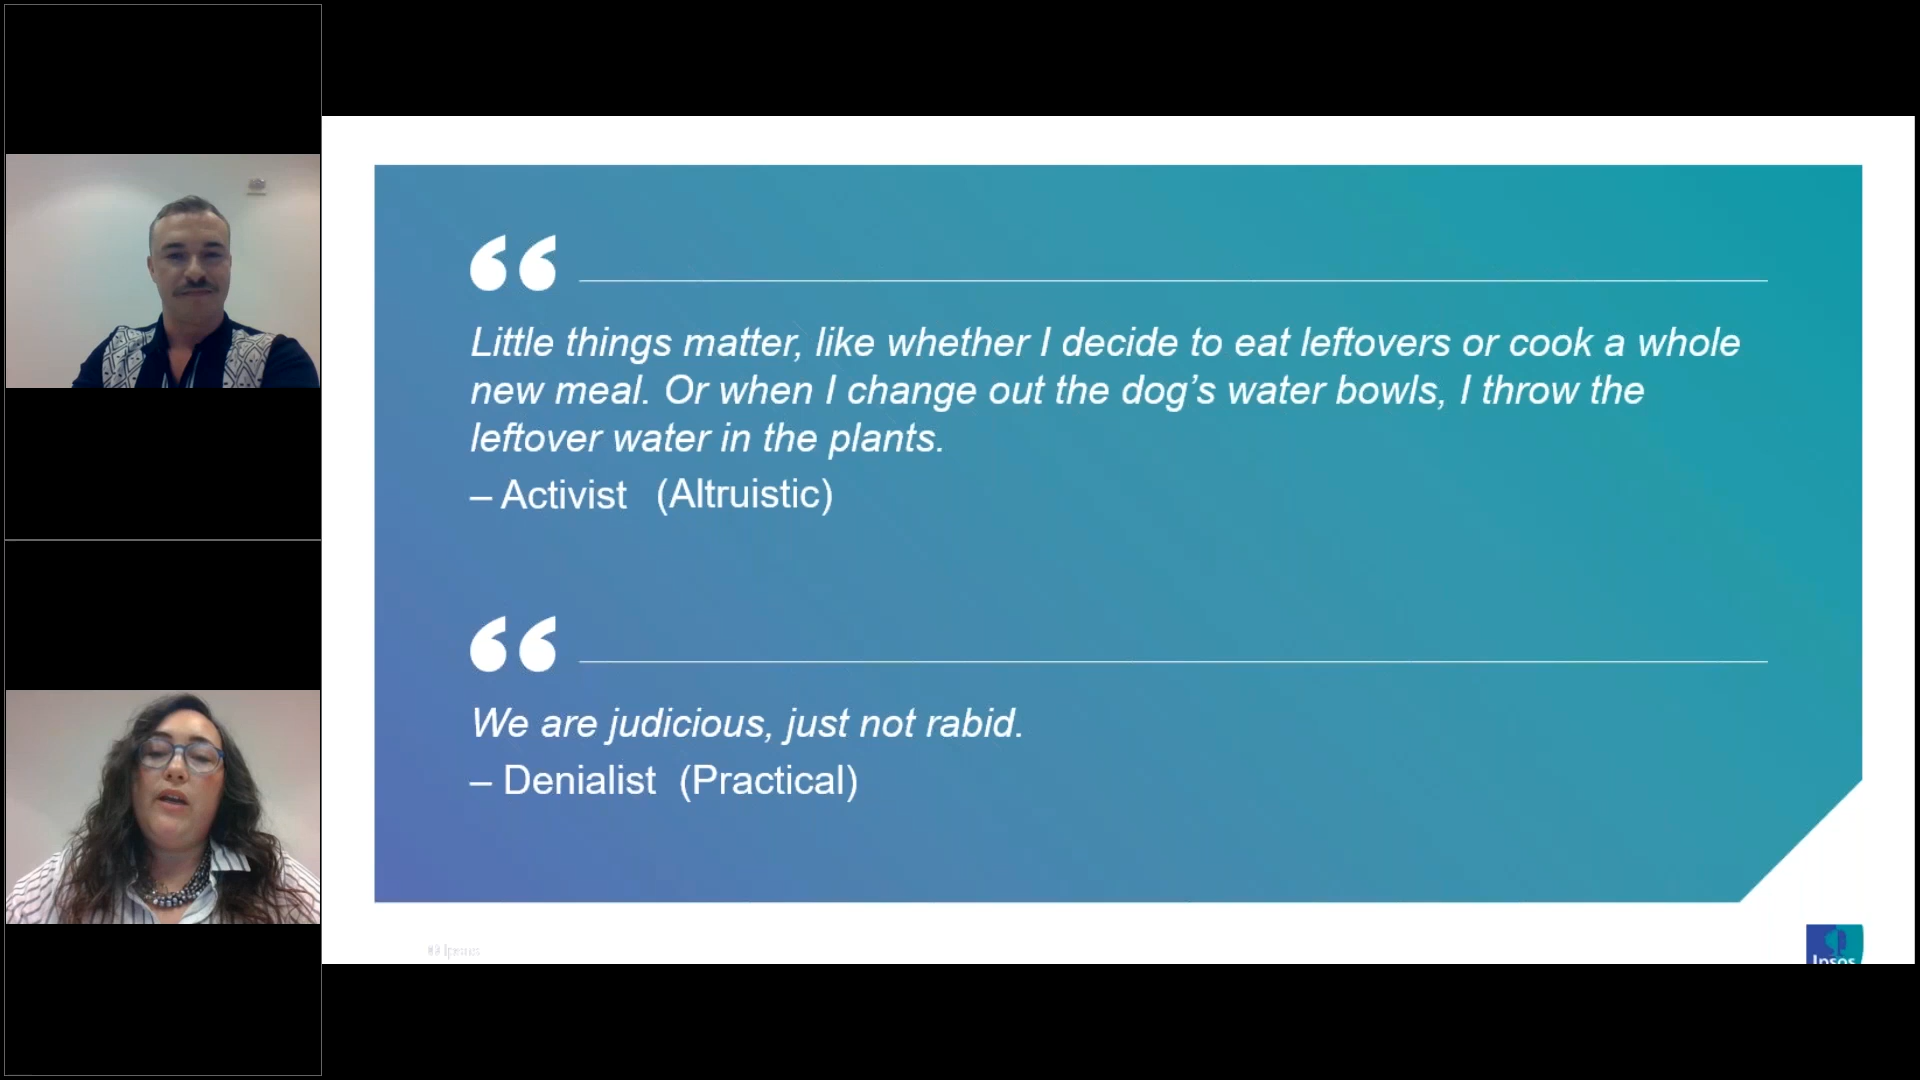 Little things matter, like whether I decide to eat leftovers or cook a whole
new meal. Or when I change out the dog’s water bowls, I throw the
leftover water in the plants.
– Activist (Altruistic)
We are judicious, just not rabid.
– Denialist (Practical)
Ipsos